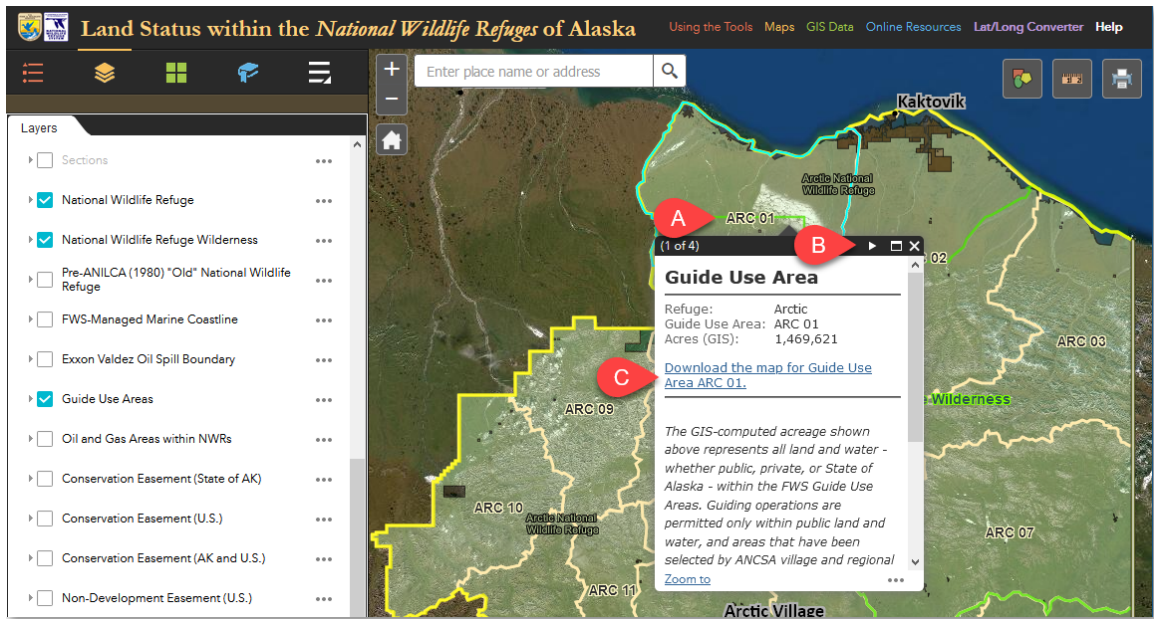 Land Status within the National Wildlife Refuges of Alaska
Using the Tools Maps GIS Data Online Resources Lat/Long Converter Help
Layers
Sections
National Wildlife Refuge
National Wildlife Refuge Wilderness
Pre-ANILCA (1980) "Old" National Wildlife
Refuge
FWS-Managed Marine Coastline
Exxon Valdez Oil Spill Boundary
Guide Use Areas
Oil and Gas Areas within NWRs
Conservation Easement (State of AK)
Conservation Easement (U.S.)
Conservation Easement (AK and U.S.)
Non-Development Easement (U.S.)
+
−
Enter place name or address
Kaktovik
Arctic National
Wildlife Refuge
A
ARC 01
B
(1 of 4)
Guide Use Area
Refuge: Arctic
Guide Use Area: ARC 01
Acres (GIS): 1,469,621
C
Download the map for Guide Use
Area ARC 01.
The GIS-computed acreage shown
above represents all land and water -
whether public, private, or State of
Alaska - within the FWS Guide Use
Areas. Guiding operations are
permitted only within public land and
water, and areas that have been
selected by ANCSA village and regional
Zoom to
02
ARC 03
Wilderness
ARC 09
ARC 10
Arctic National
Wildlife Refuge
ARC 07
ARC 11
Arctic Village